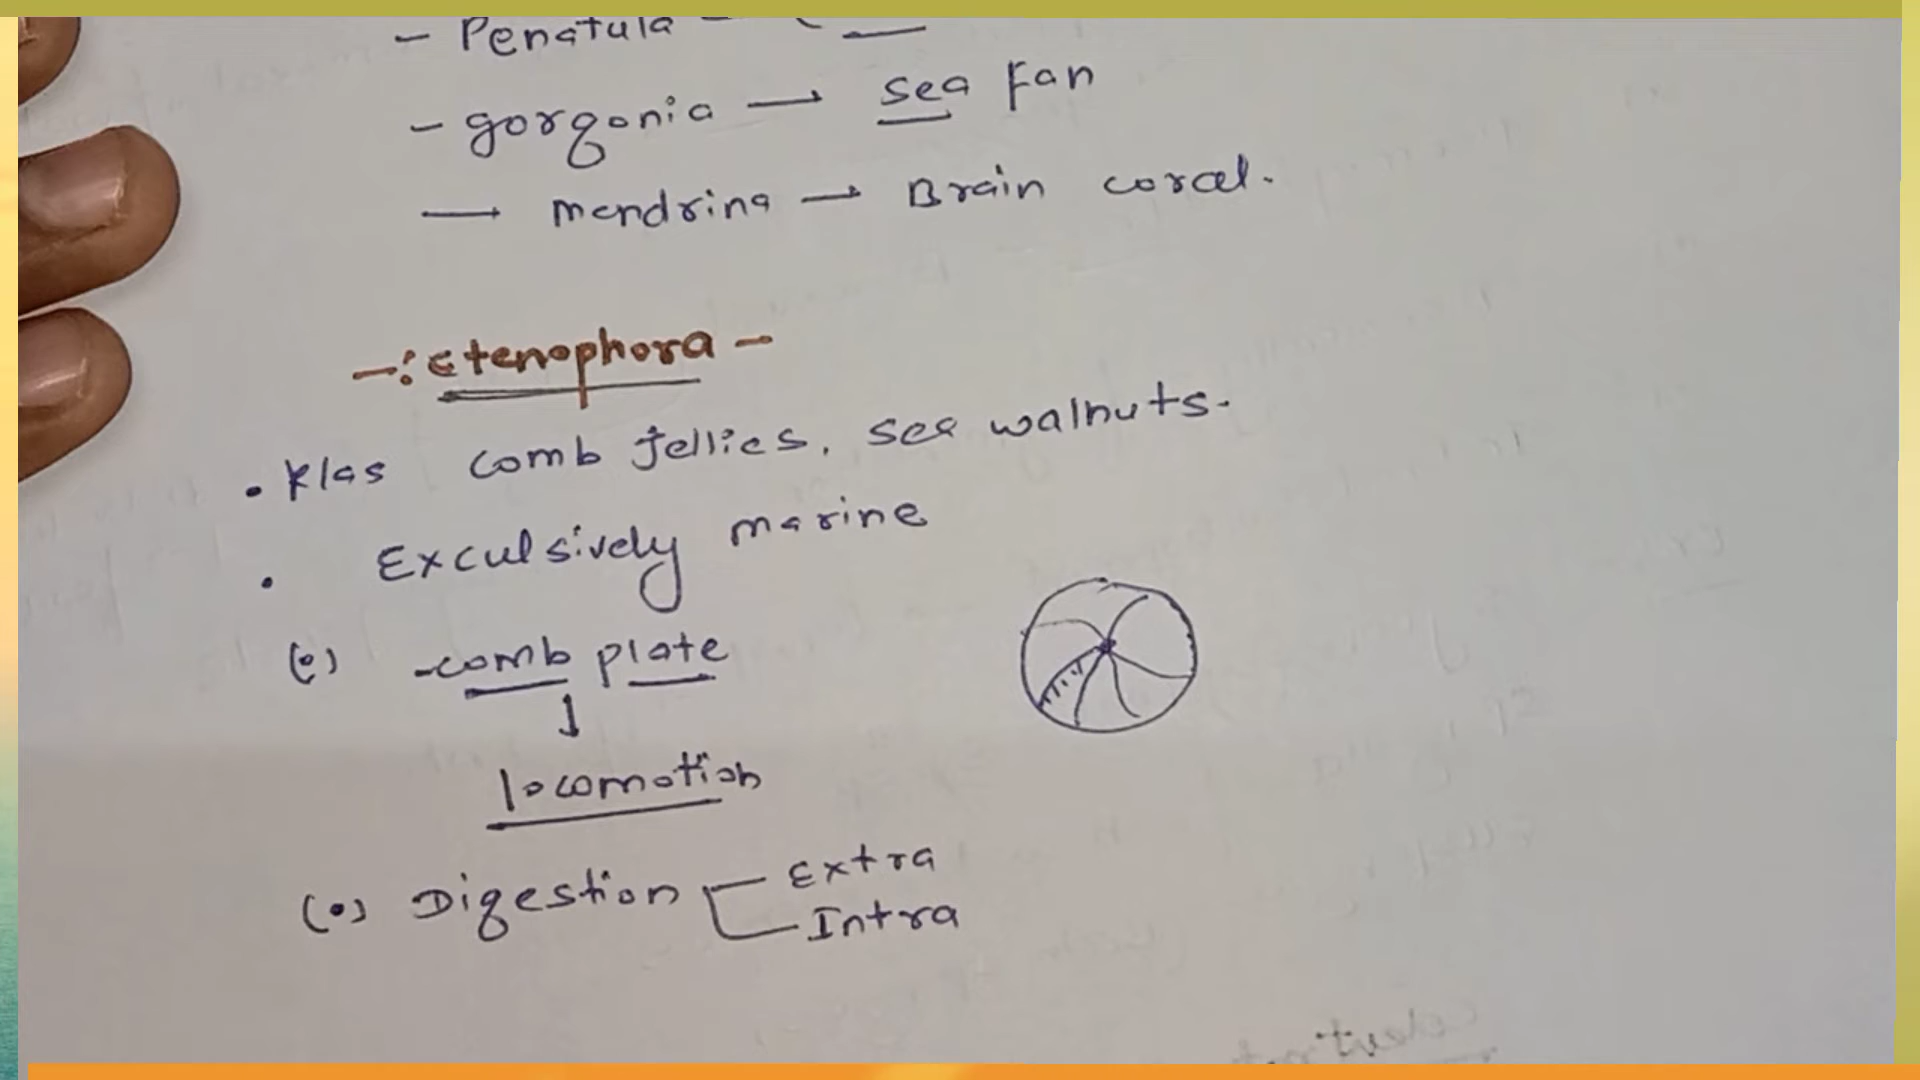 - Penatula -
- gorgonia → sea Fan
→ mendrina → Brain coral.
-: ctenophora -
• Klas comb Jellies, sea walnuts.
• Exculsively marine
(•) - comb plate
↓
locomotion
(•) Digestion Extra
Intra